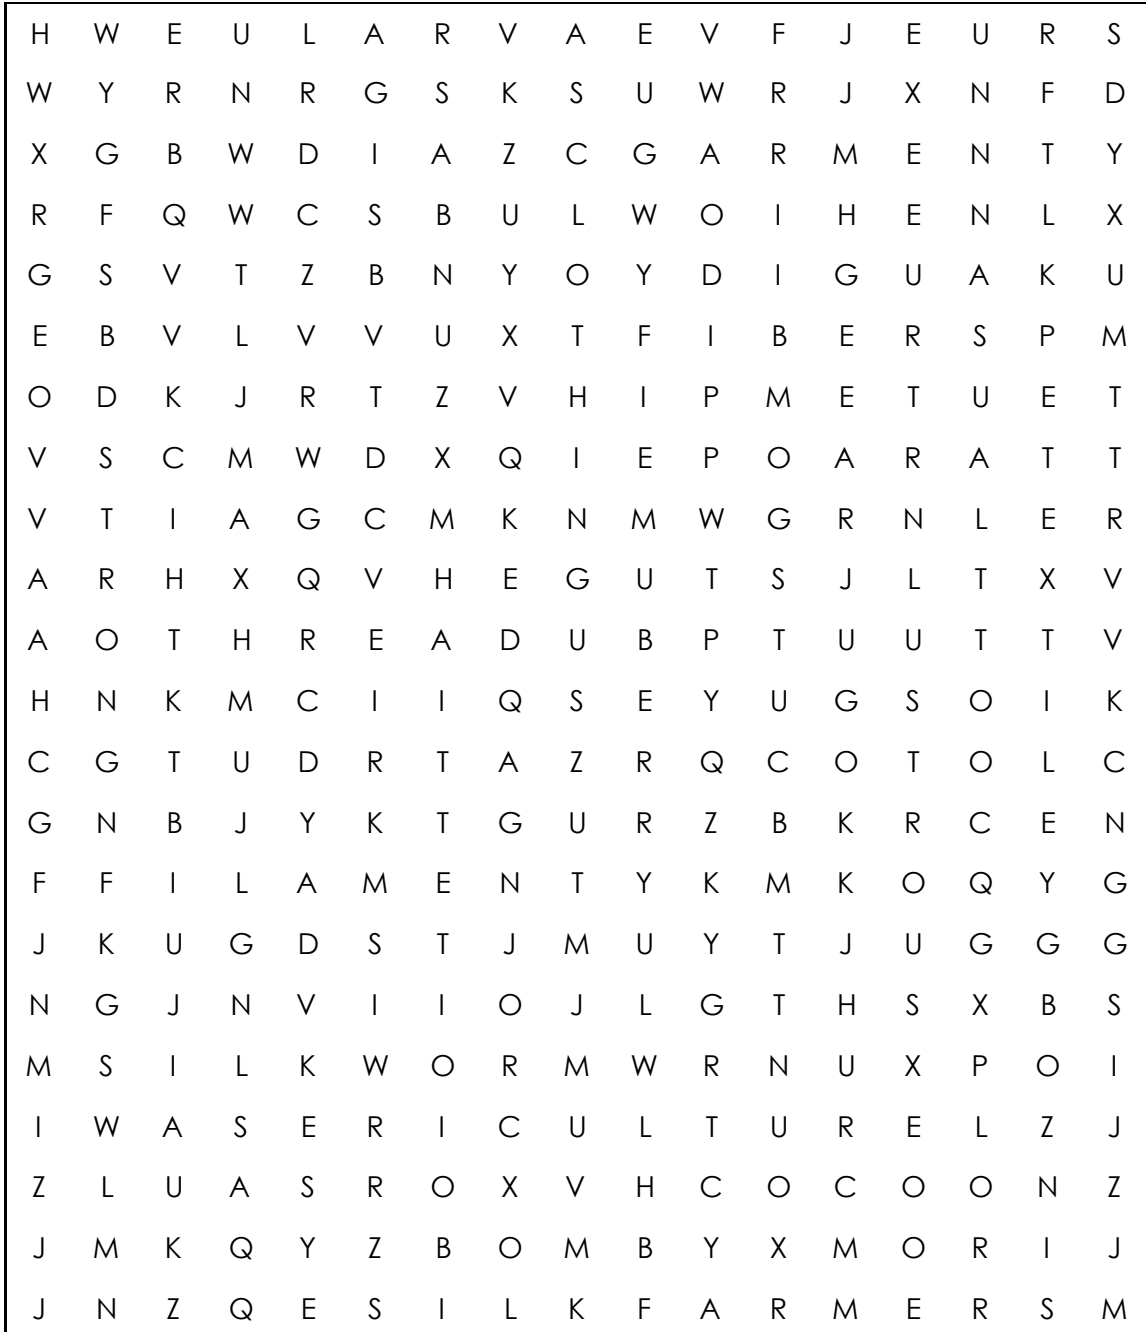 H W E U L A R V A E V F J E U R S
W Y R N R G S K S U W R J X N F D
X G B W D I A Z C G A R M E N T Y
R F Q W C S B U L W O I H E N L X
G S V T Z B N Y O Y D I G U A K U
E B V L V V U X T F I B E R S P M
O D K J R T Z V H I P M E T U E T
V S C M W D X Q I E P O A R A T T
V T I A G C M K N M W G R N L E R
A R H X Q V H E G U T S J L T X V
A O T H R E A D U B P T U U T T V
H N K M C I I Q S E Y U G S O I K
C G T U D R T A Z R Q C O T O L C
G N B J Y K T G U R Z B K R C E N
F F I L A M E N T Y K M K O Q Y G
J K U G D S T J M U Y T J U G G G
N G J N V I I O J L G T H S X B S
M S I L K W O R M W R N U X P O I
I W A S E R I C U L T U R E L Z J
Z L U A S R O X V H C O C O O N Z
J M K Q Y Z B O M B Y X M O R I J
J N Z Q E S I L K F A R M E R S M